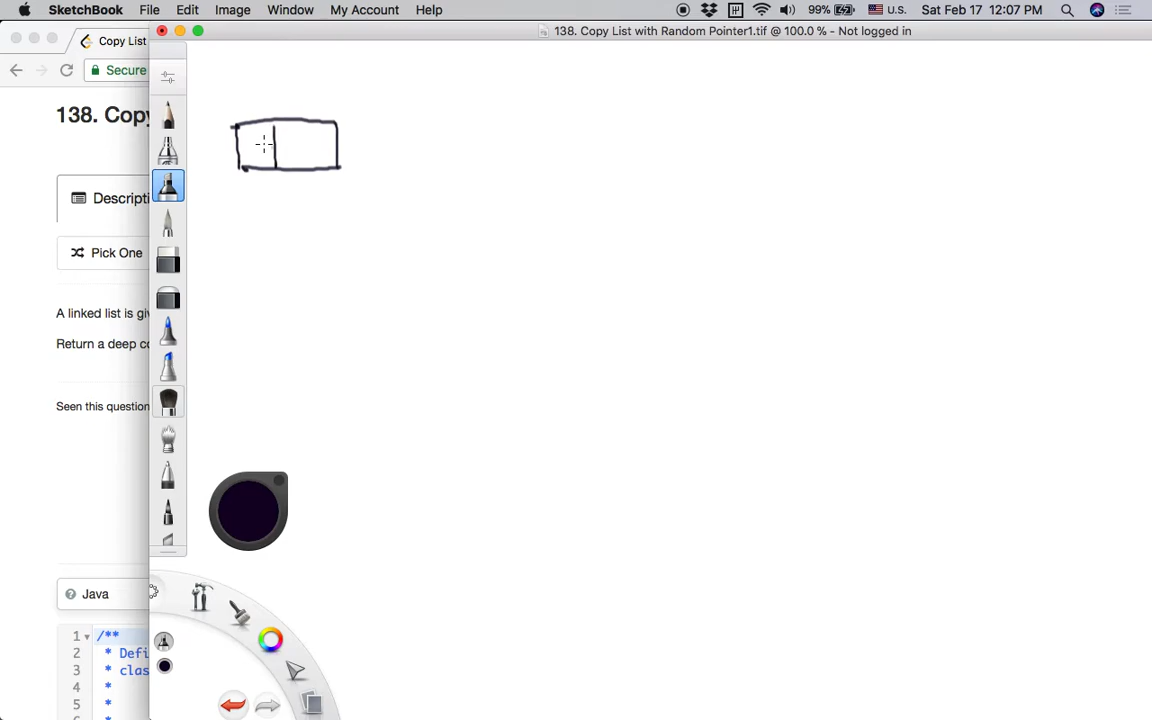 SketchBook File Edit Image Window My Account Help 99% U.S. Sat Feb 17 12:07 PM
138. Copy List with Random Pointer1.tif @ 100.0 % - Not logged in
Copy List
Secure
138. Copy
Descripti
Pick One
A linked list is giv
Return a deep co
Seen this question
Java
1 /**
2 * Defi
3 * clas
4 *
5 *
6 *